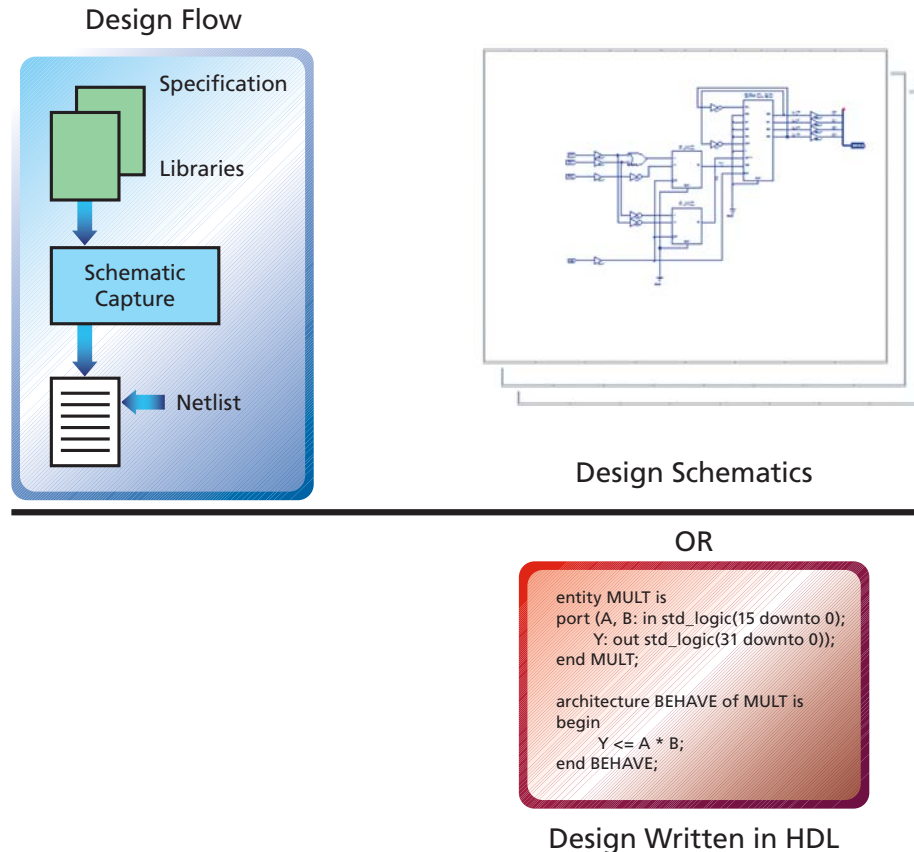 Design Flow
Specification
Libraries
Schematic
Capture
Netlist
Design Schematics
OR
entity MULT is
port (A, B: in std_logic(15 downto 0);
Y: out std_logic(31 downto 0));
end MULT;
architecture BEHAVE of MULT is
begin
Y <= A * B;
end BEHAVE;
Design Written in HDL